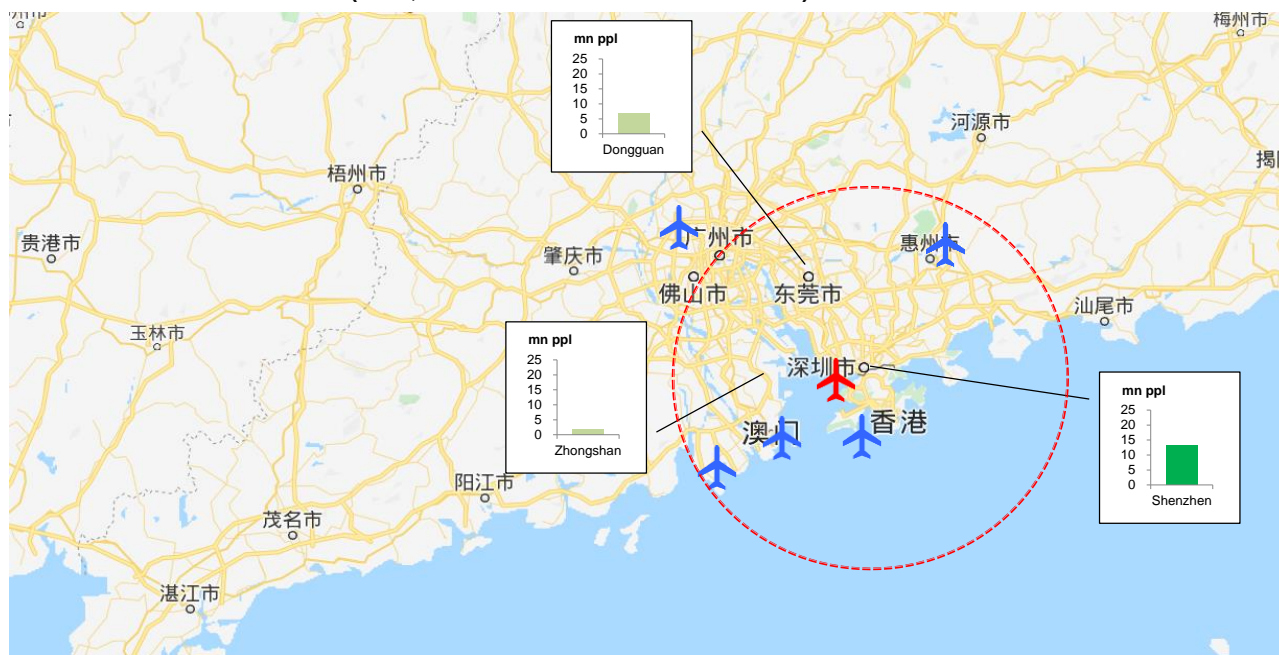 梅州市
mn ppl
25
20
15
10
5
0
Dongguan
河源市
梧州市
贵港市
广州市
惠州市
肇庆市
佛山市
东莞市
汕尾市
玉林市
mn ppl
25
20
15
10
5
0
Zhongshan
深圳市
香港
澳门
mn ppl
25
20
15
10
5
0
Shenzhen
阳江市
茂名市
湛江市